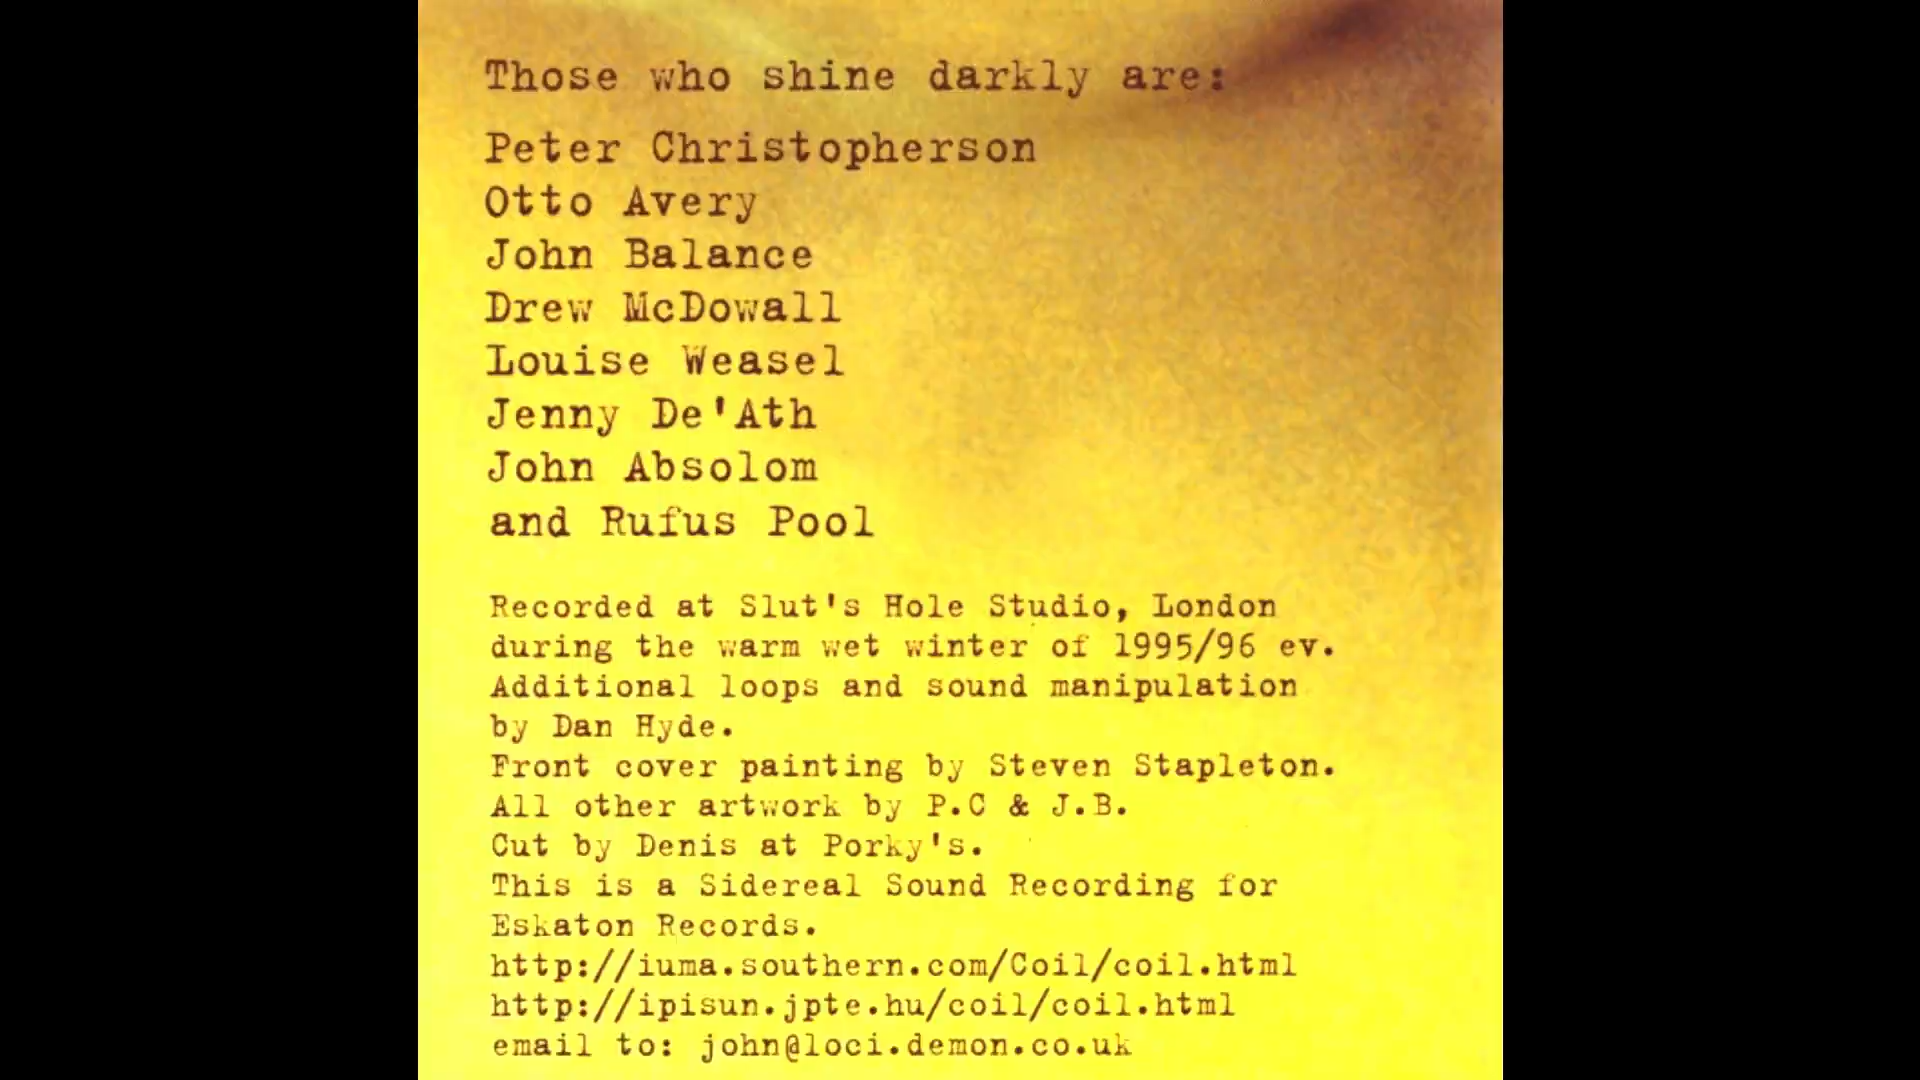 Those who shine darkly are:
Peter Christopherson
Otto Avery
John Balance
Drew McDowall
Louise Weasel
Jenny De'Ath
John Absolom
and Rufus Pool
Recorded at Slut's Hole Studio, London
during the warm wet winter of 1995/96 ev.
Additional loops and sound manipulation
by Dan Hyde.
Front cover painting by Steven Stapleton.
All other artwork by P.C & J.B.
Cut by Denis at Porky's.
This is a Sidereal Sound Recording for
Eskaton Records.
http://iuma.southern.com/Coil/coil.html
http://ipisun.jpte.hu/coil/coil.html
email to: john@loci.demon.co.uk